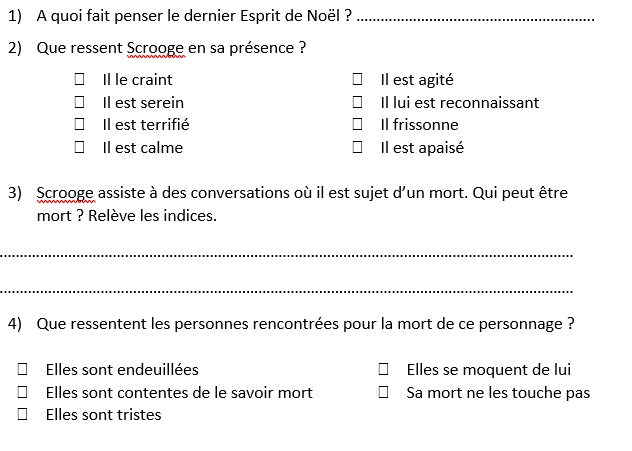 1) A quoi fait penser le dernier Esprit de Noël ? ............................................................
2) Que ressent Scrooge en sa présence ?
☐ Il le craint ☐ Il est agité
☐ Il est serein ☐ Il lui est reconnaissant
☐ Il est terrifié ☐ Il frissonne
☐ Il est calme ☐ Il est apaisé
3) Scrooge assiste à des conversations où il est sujet d’un mort. Qui peut être
mort ? Relève les indices.
................................................................................................................................................
................................................................................................................................................
4) Que ressentent les personnes rencontrées pour la mort de ce personnage ?
☐ Elles sont endeuillées ☐ Elles se moquent de lui
☐ Elles sont contentes de le savoir mort ☐ Sa mort ne les touche pas
☐ Elles sont tristes